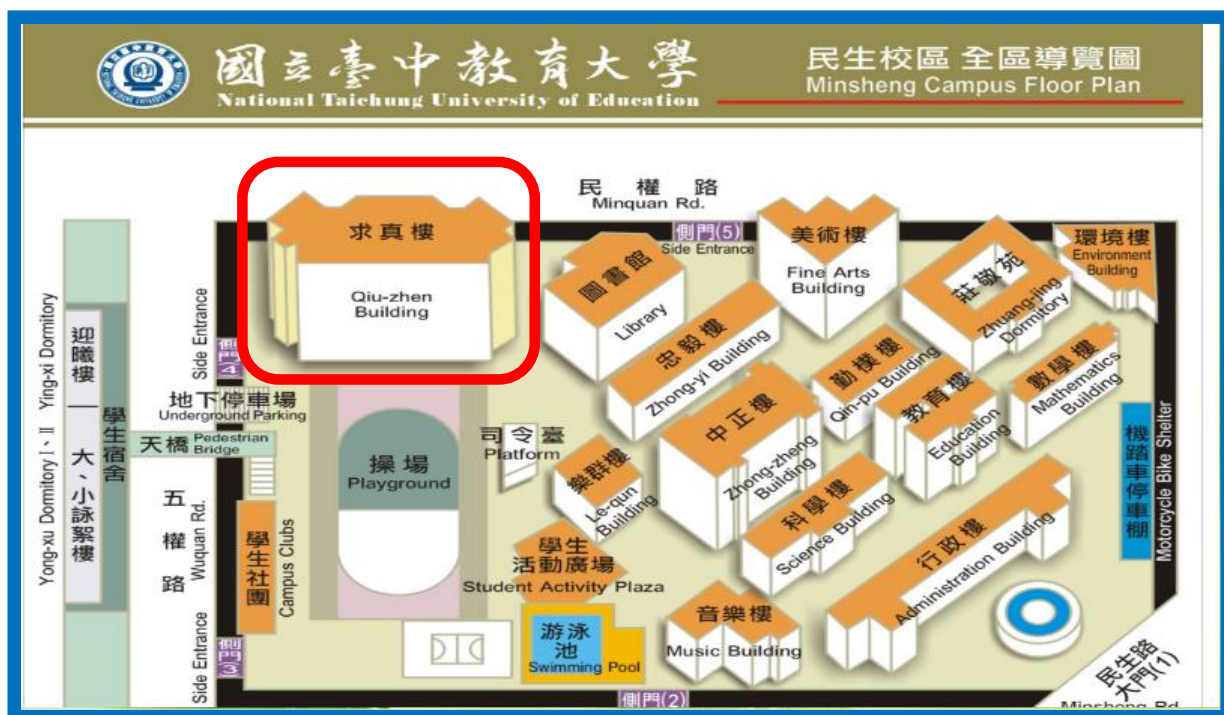 國立臺中教育大學
National Taichung University of Education
民生校區 全區導覽圖
Minsheng Campus Floor Plan
民權路
Minquan Rd.
側門(5)
Side Entrance
求真樓
Qiu-zhen
Building
圖書館
Library
美術樓
Fine Arts
Building
莊敬苑
Zhuang-jing
Dormitory
環境樓
Environment
Building
忠毅樓
Zhong-yi Building
勤樸樓
Qin-pu Building
教育樓
Education
Building
數學樓
Mathematics
Building
中正樓
Zhong-zheng
Building
Side Entrance
側門4
地下停車場
Underground Parking
天橋
Pedestrian
Bridge
Yong-xu Dormitory I、II Ying-xi Dormitory
迎曦樓
大、小詠絮樓
學生宿舍
五權路
Wuquan Rd.
操場
Playground
司令臺
Platform
樂群樓
Le-qun
Building
科學樓
Science Building
行政樓
Administration Building
機踏車停車棚
Motorcycle Bike Shelter
學生社團
Campus Clubs
學生
活動廣場
Student Activity Plaza
游泳
池
Swimming Pool
音樂樓
Music Building
Side Entrance
側門3
側門(2)
民生路
大門(1)
Minsheng Rd.